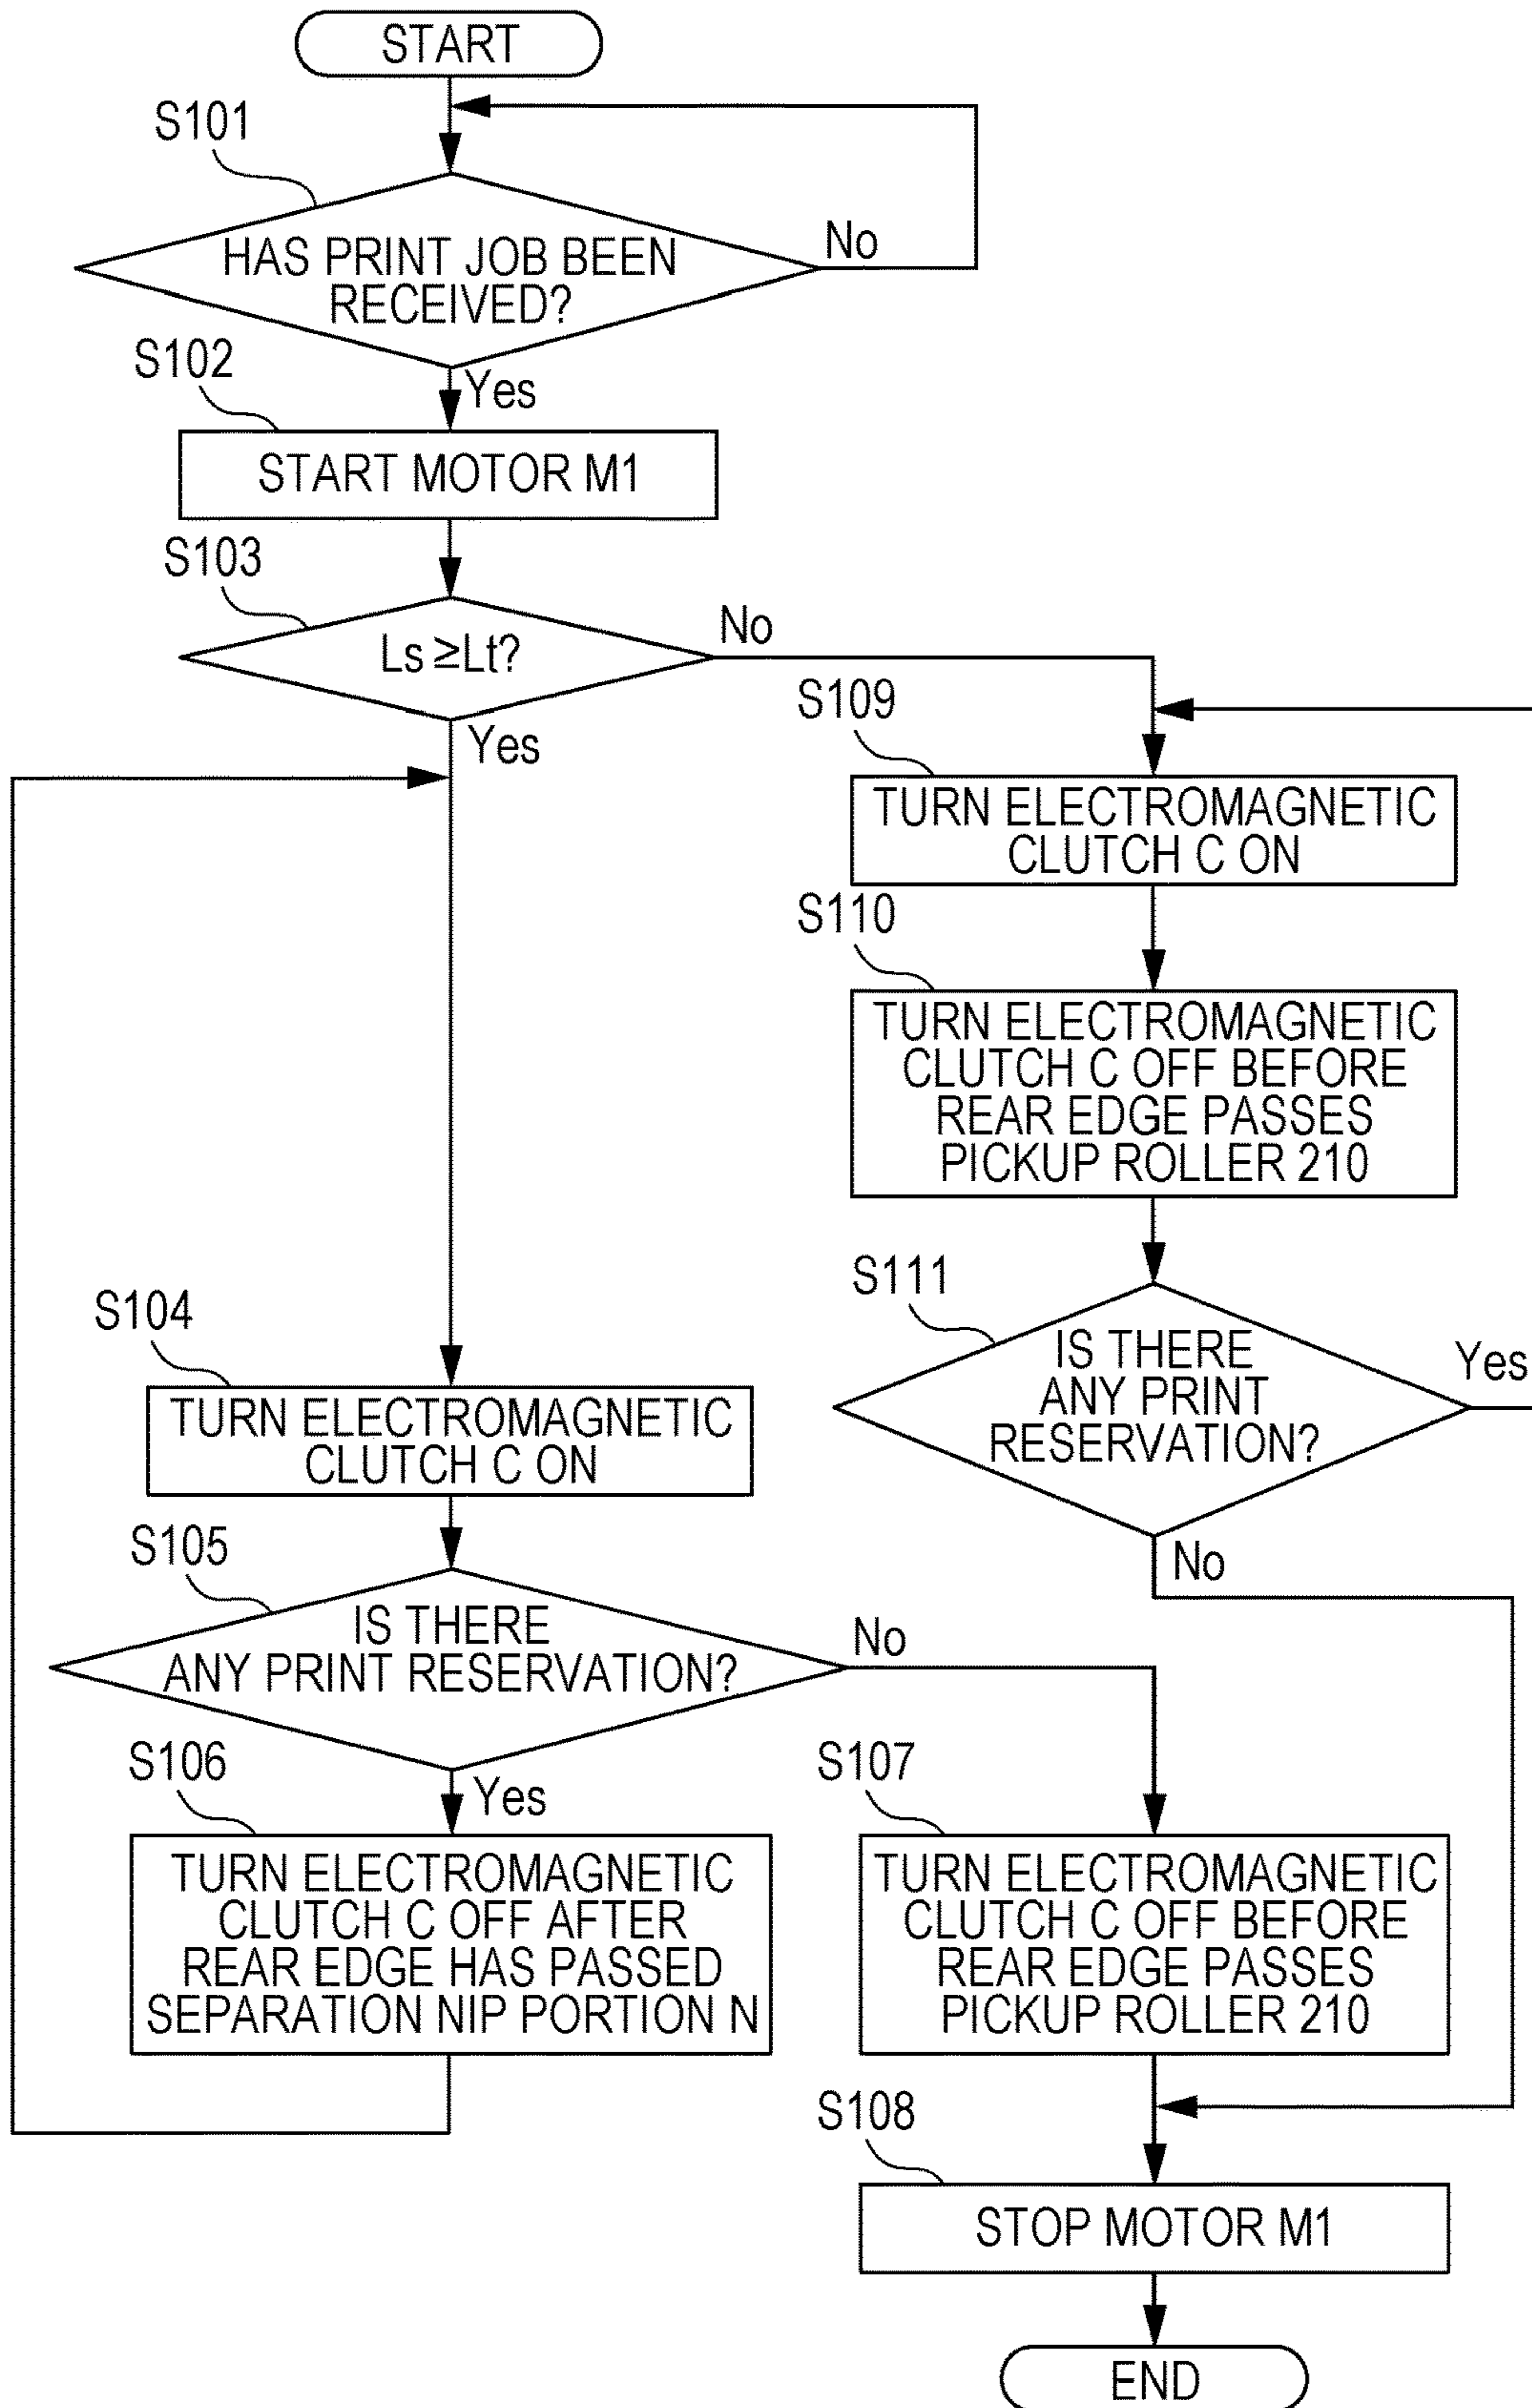 START
S101
HAS PRINT JOB BEEN
RECEIVED?
No
Yes
S102
START MOTOR M1
S103
Ls ≥Lt?
No
Yes
S109
TURN ELECTROMAGNETIC
CLUTCH C ON
S110
TURN ELECTROMAGNETIC
CLUTCH C OFF BEFORE
REAR EDGE PASSES
PICKUP ROLLER 210
S111
IS THERE
ANY PRINT
RESERVATION?
Yes
No
S104
TURN ELECTROMAGNETIC
CLUTCH C ON
S105
IS THERE
ANY PRINT RESERVATION?
No
Yes
S106
TURN ELECTROMAGNETIC
CLUTCH C OFF AFTER
REAR EDGE HAS PASSED
SEPARATION NIP PORTION N
S107
TURN ELECTROMAGNETIC
CLUTCH C OFF BEFORE
REAR EDGE PASSES
PICKUP ROLLER 210
S108
STOP MOTOR M1
END